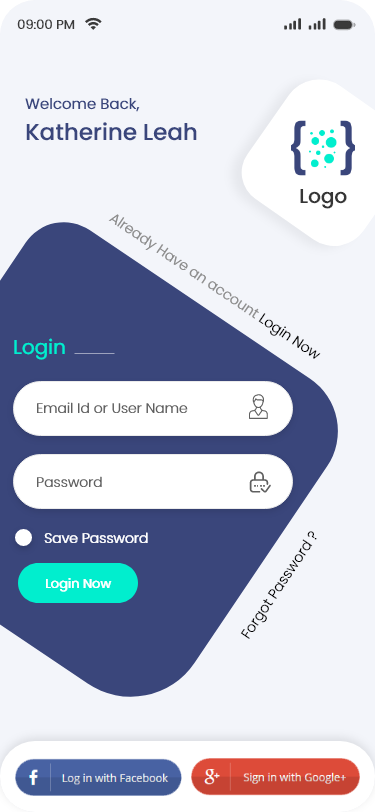 09:00 PM
Welcome Back,
Katherine Leah
{ }
Logo
Already Have an account Login Now
Login
Email Id or User Name
Password
Save Password
Login Now
Forgot Password ?
f Log in with Facebook
g+ Sign in with Google+